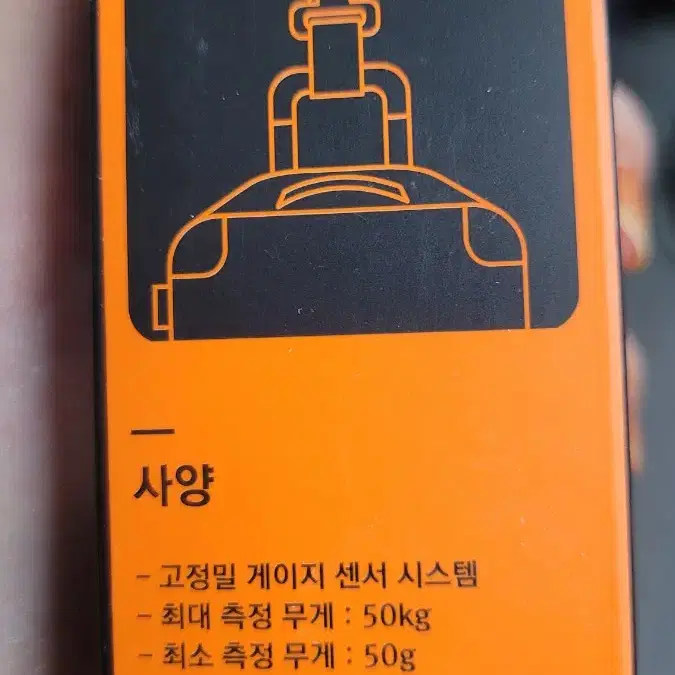 사양
- 고정밀 게이지 센서 시스템
- 최대 측정 무게 : 50kg
- 최소 측정 무게 : 50g